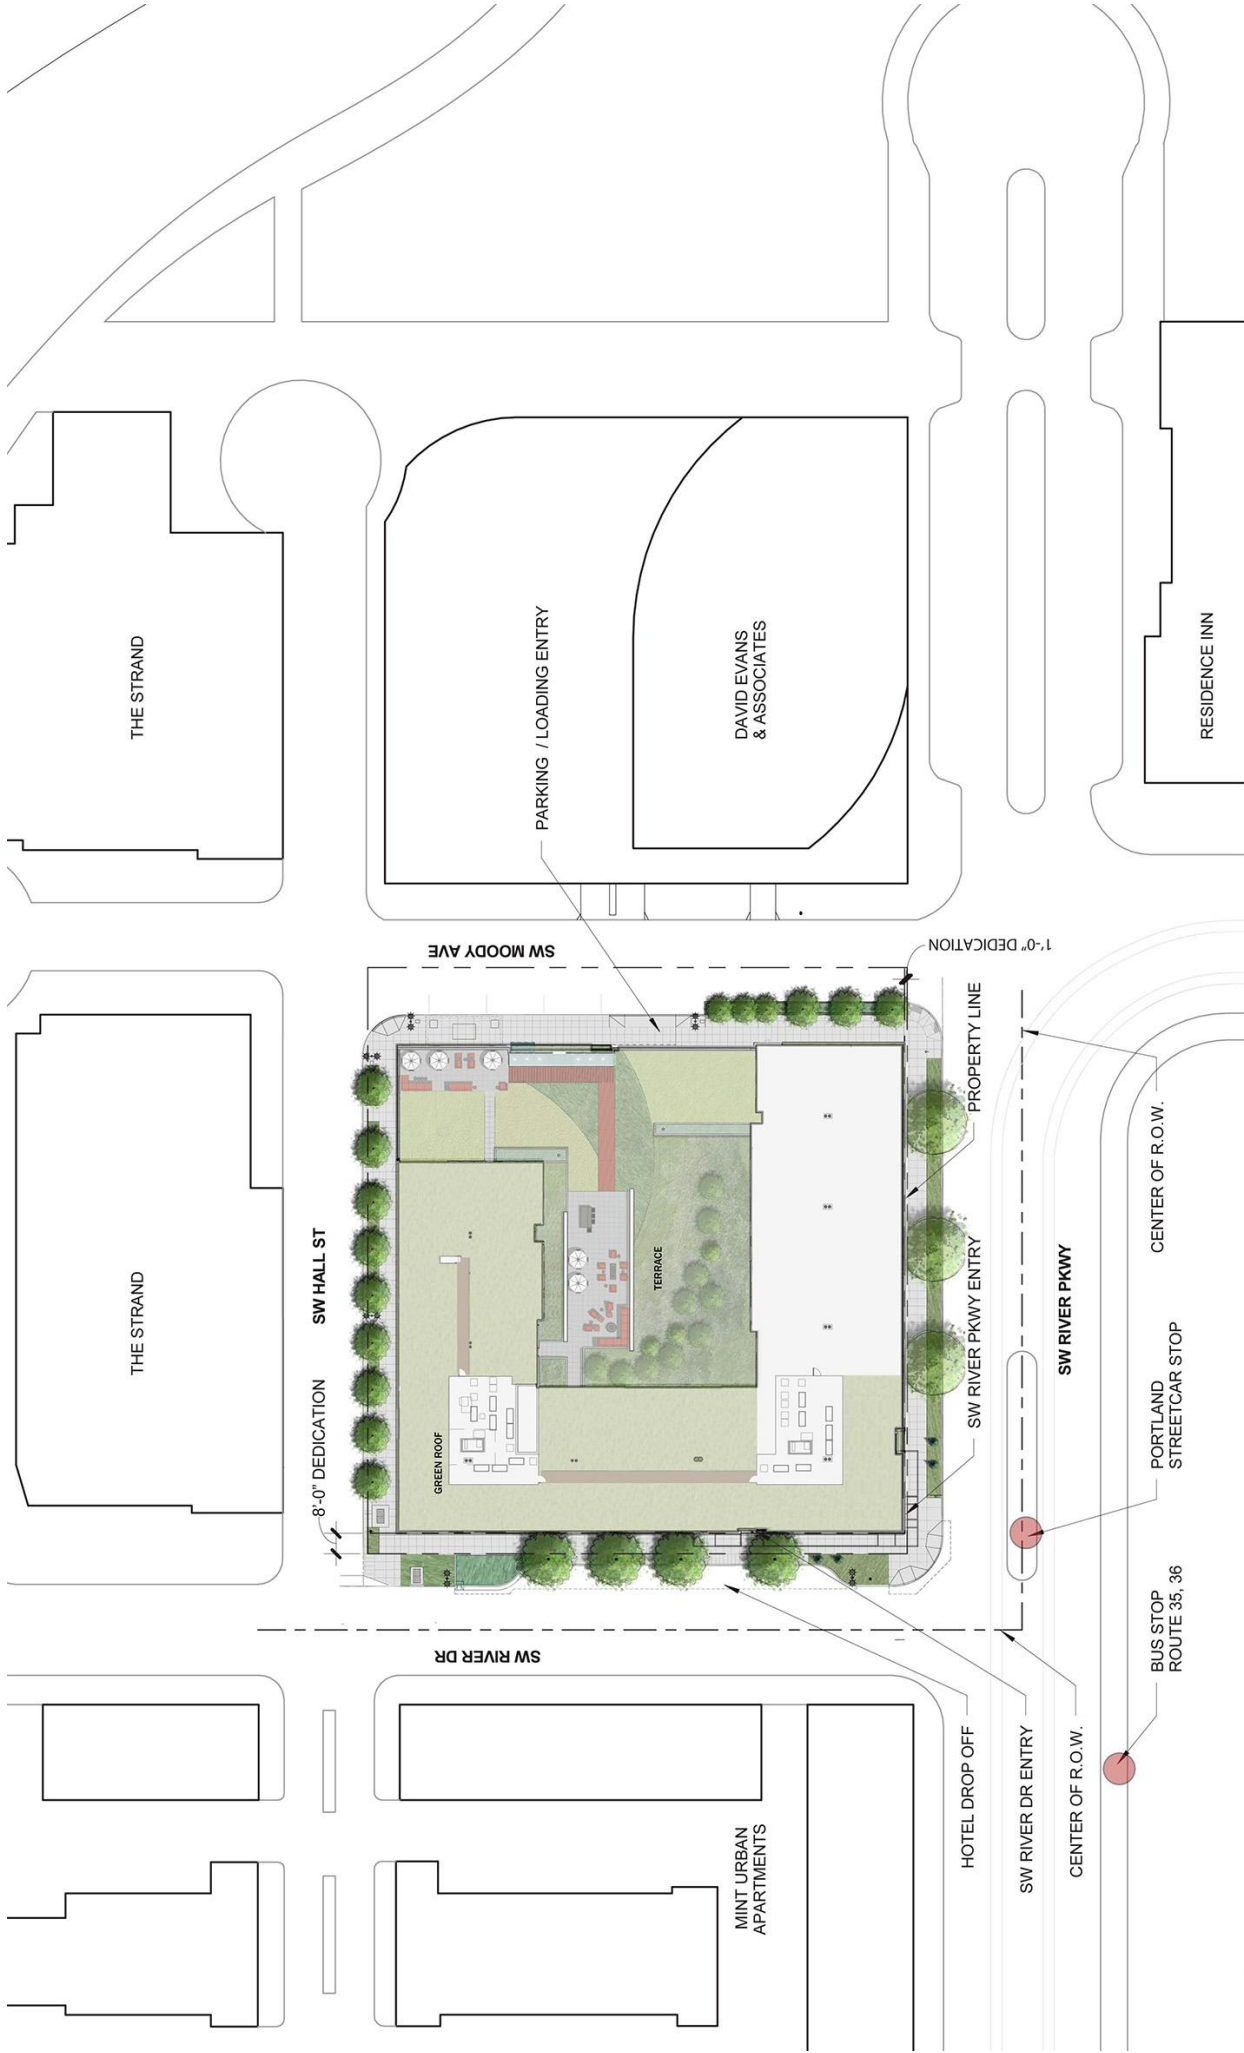 THE STRAND
THE STRAND
SW HALL ST
8'-0" DEDICATION
PARKING / LOADING ENTRY
DAVID EVANS
& ASSOCIATES
RESIDENCE INN
SW MOODY AVE
1'-0" DEDICATION
PROPERTY LINE
CENTER OF R.O.W.
SW RIVER PKWY ENTRY
SW RIVER PKWY
PORTLAND
STREETCAR STOP
BUS STOP
ROUTE 35, 36
GREEN ROOF
TERRACE
SW RIVER DR
HOTEL DROP OFF
SW RIVER DR ENTRY
CENTER OF R.O.W.
MINT URBAN
APARTMENTS